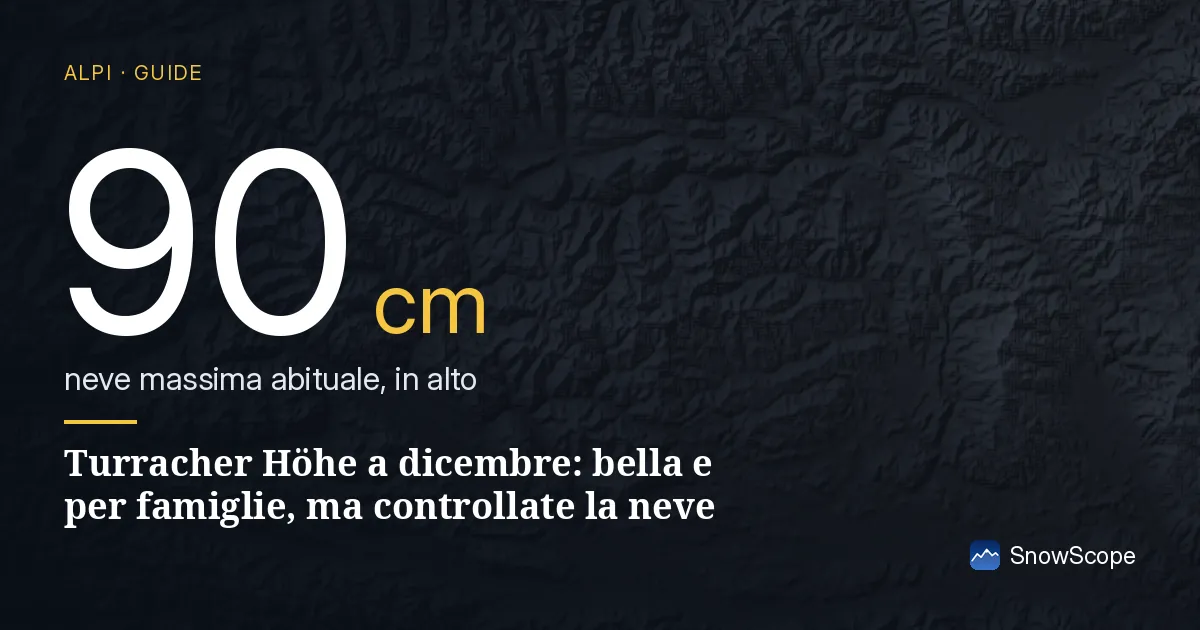 ALPI · GUIDE
90 cm
neve massima abituale, in alto
Turracher Höhe a dicembre: bella e
per famiglie, ma controllate la neve
SnowScope